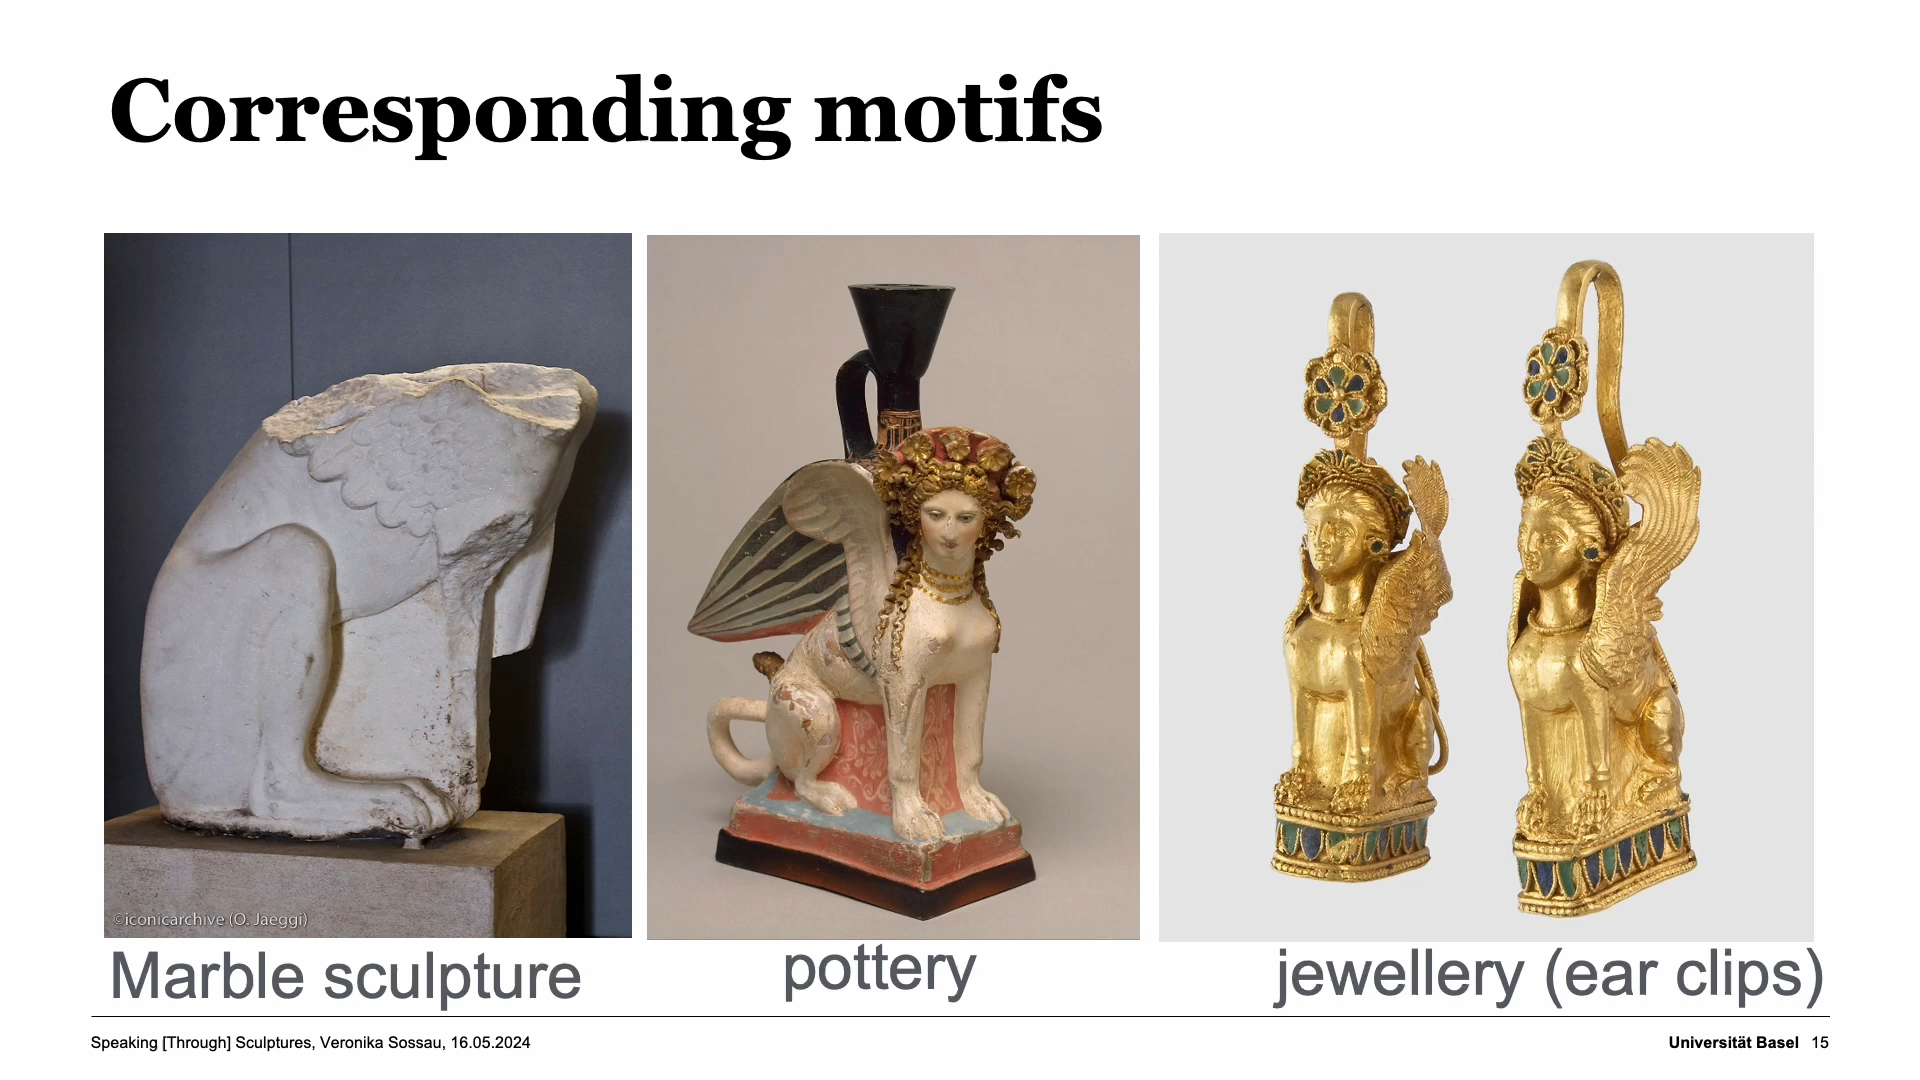 Corresponding motifs
©iconicarchive (O. Jaeggi)
Marble sculpture
pottery
jewellery (ear clips)
Speaking [Through] Sculptures, Veronika Sossau, 16.05.2024
Universität Basel 15